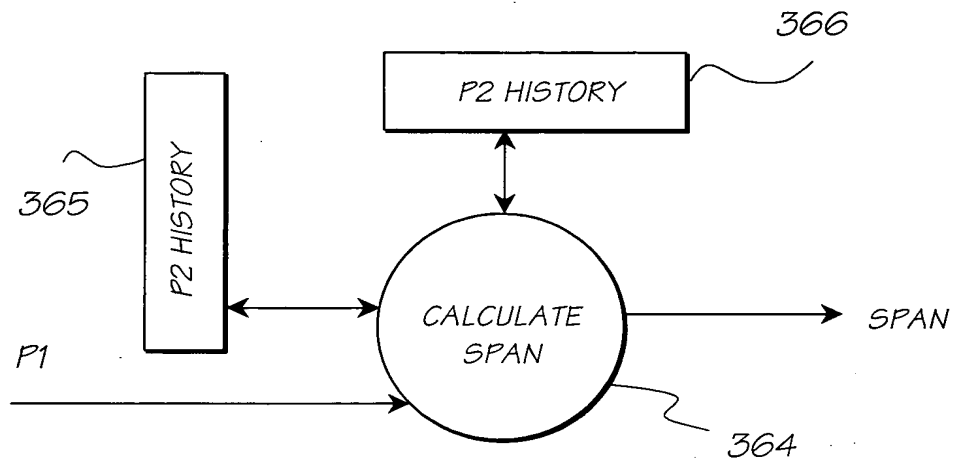 366
P2 HISTORY
365
P2 HISTORY
CALCULATE
SPAN
SPAN
P1
364